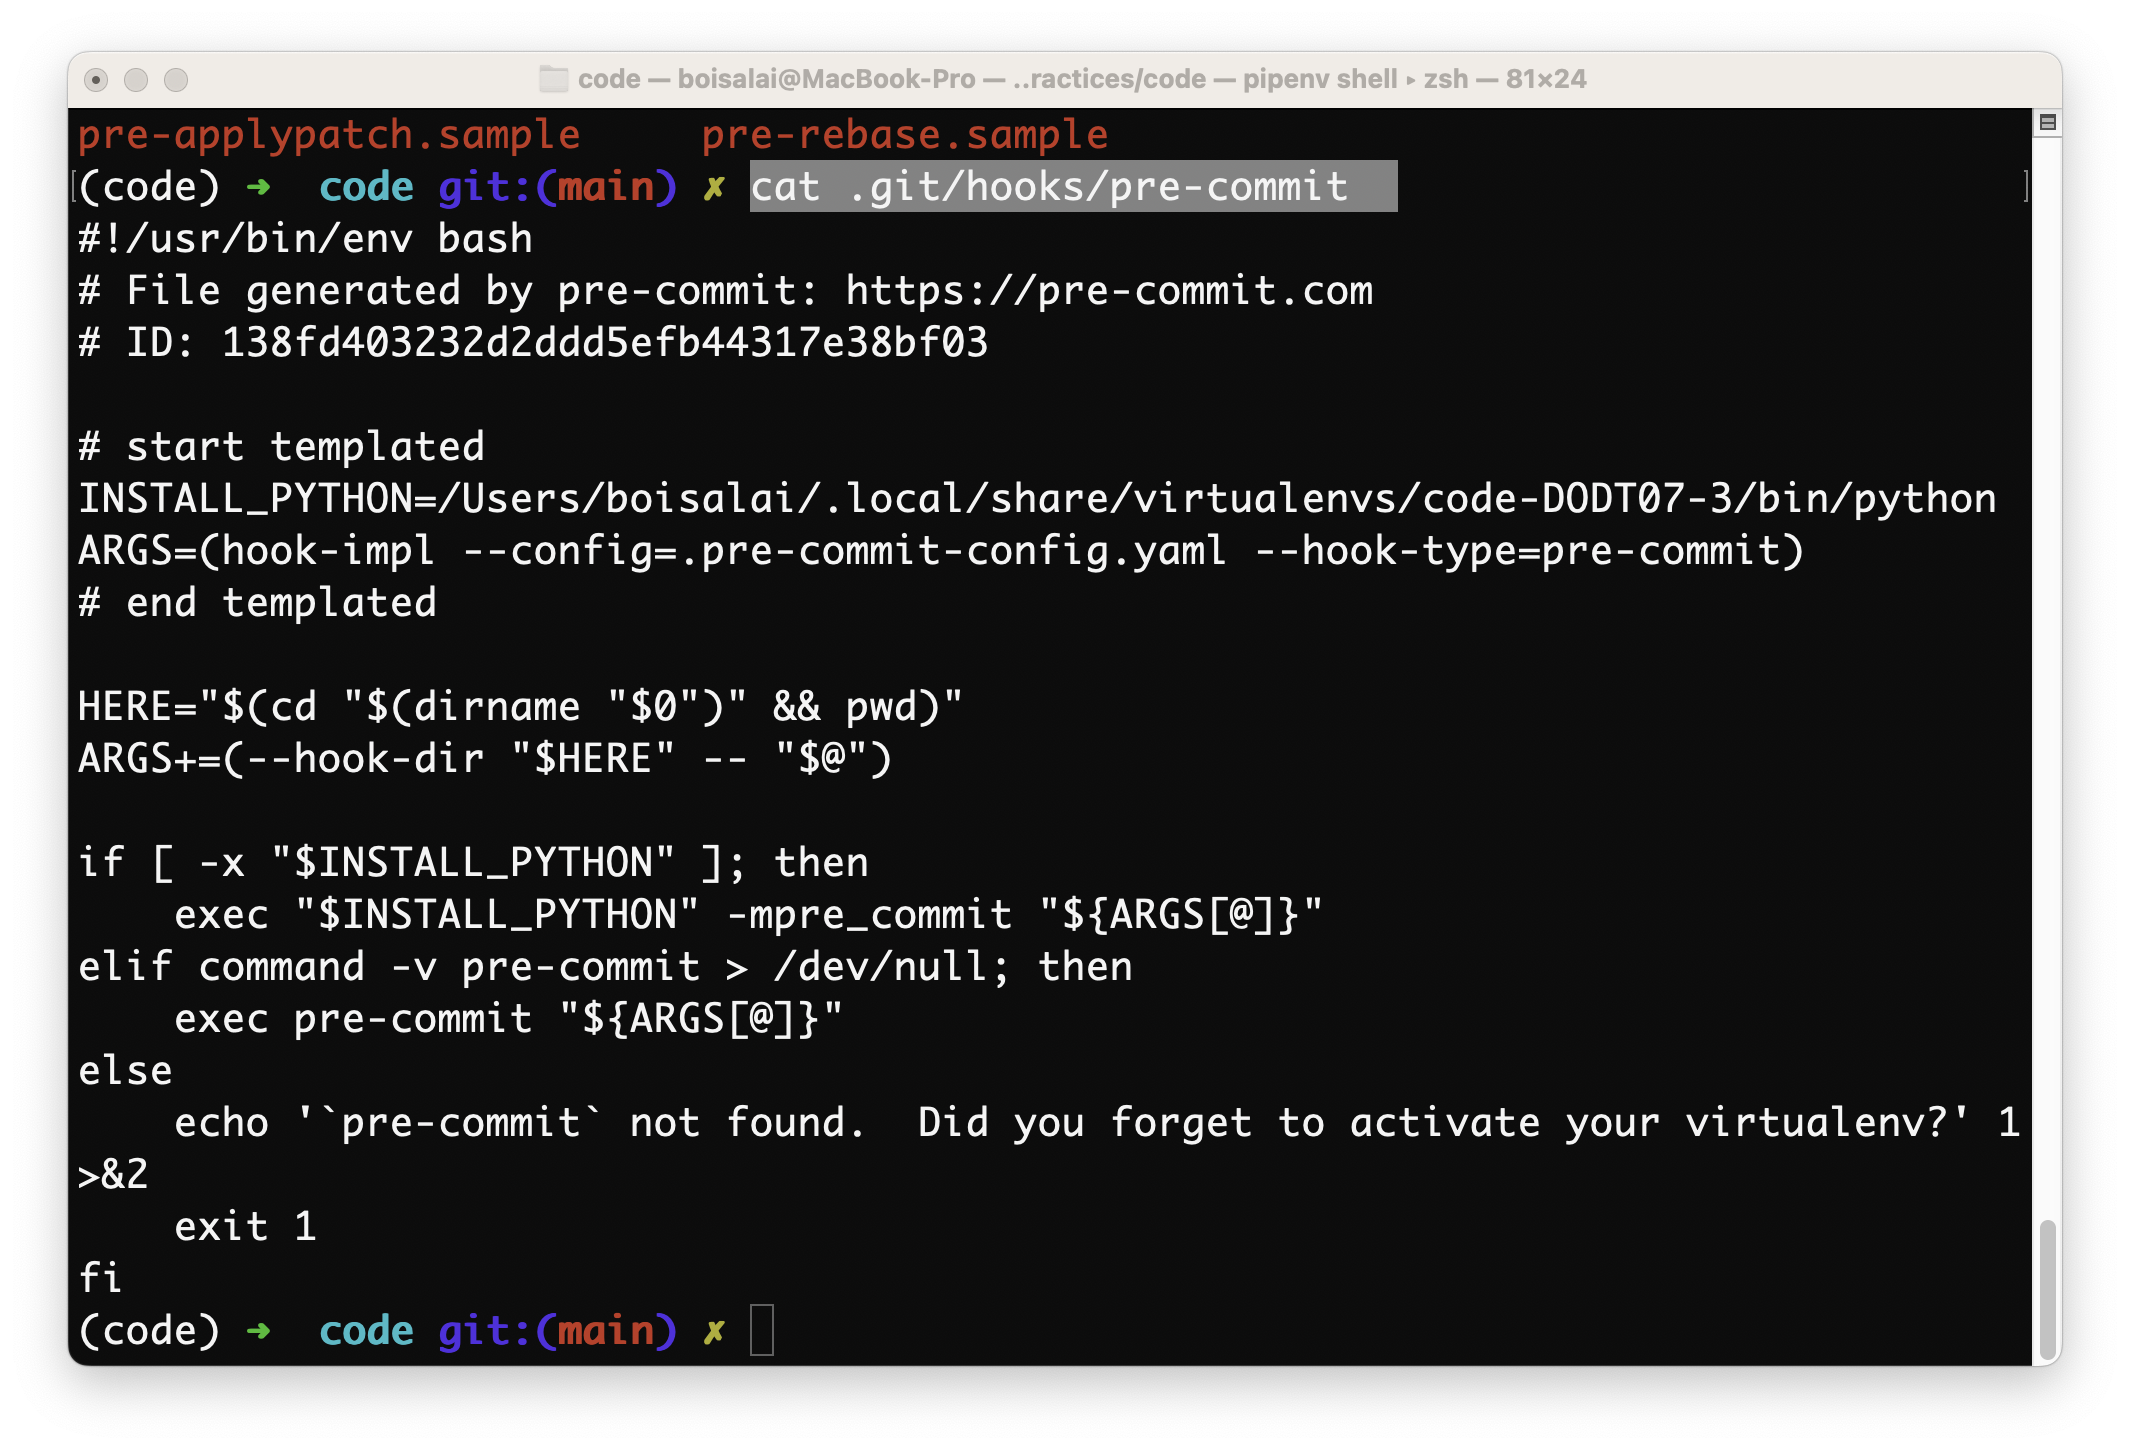 code — boisalai@MacBook-Pro — ..ractices/code — pipenv shell ▸ zsh — 81×24
pre-applypatch.sample     pre-rebase.sample
(code) ➜  code git:(main) ✗ cat .git/hooks/pre-commit
#!/usr/bin/env bash
# File generated by pre-commit: https://pre-commit.com
# ID: 138fd403232d2ddd5efb44317e38bf03

# start templated
INSTALL_PYTHON=/Users/boisalai/.local/share/virtualenvs/code-DODT07-3/bin/python
ARGS=(hook-impl --config=.pre-commit-config.yaml --hook-type=pre-commit)
# end templated

HERE="$(cd "$(dirname "$0")" && pwd)"
ARGS+=(--hook-dir "$HERE" -- "$@")

if [ -x "$INSTALL_PYTHON" ]; then
    exec "$INSTALL_PYTHON" -mpre_commit "${ARGS[@]}"
elif command -v pre-commit > /dev/null; then
    exec pre-commit "${ARGS[@]}"
else
    echo '`pre-commit` not found.  Did you forget to activate your virtualenv?' 1
>&2
    exit 1
fi
(code) ➜  code git:(main) ✗